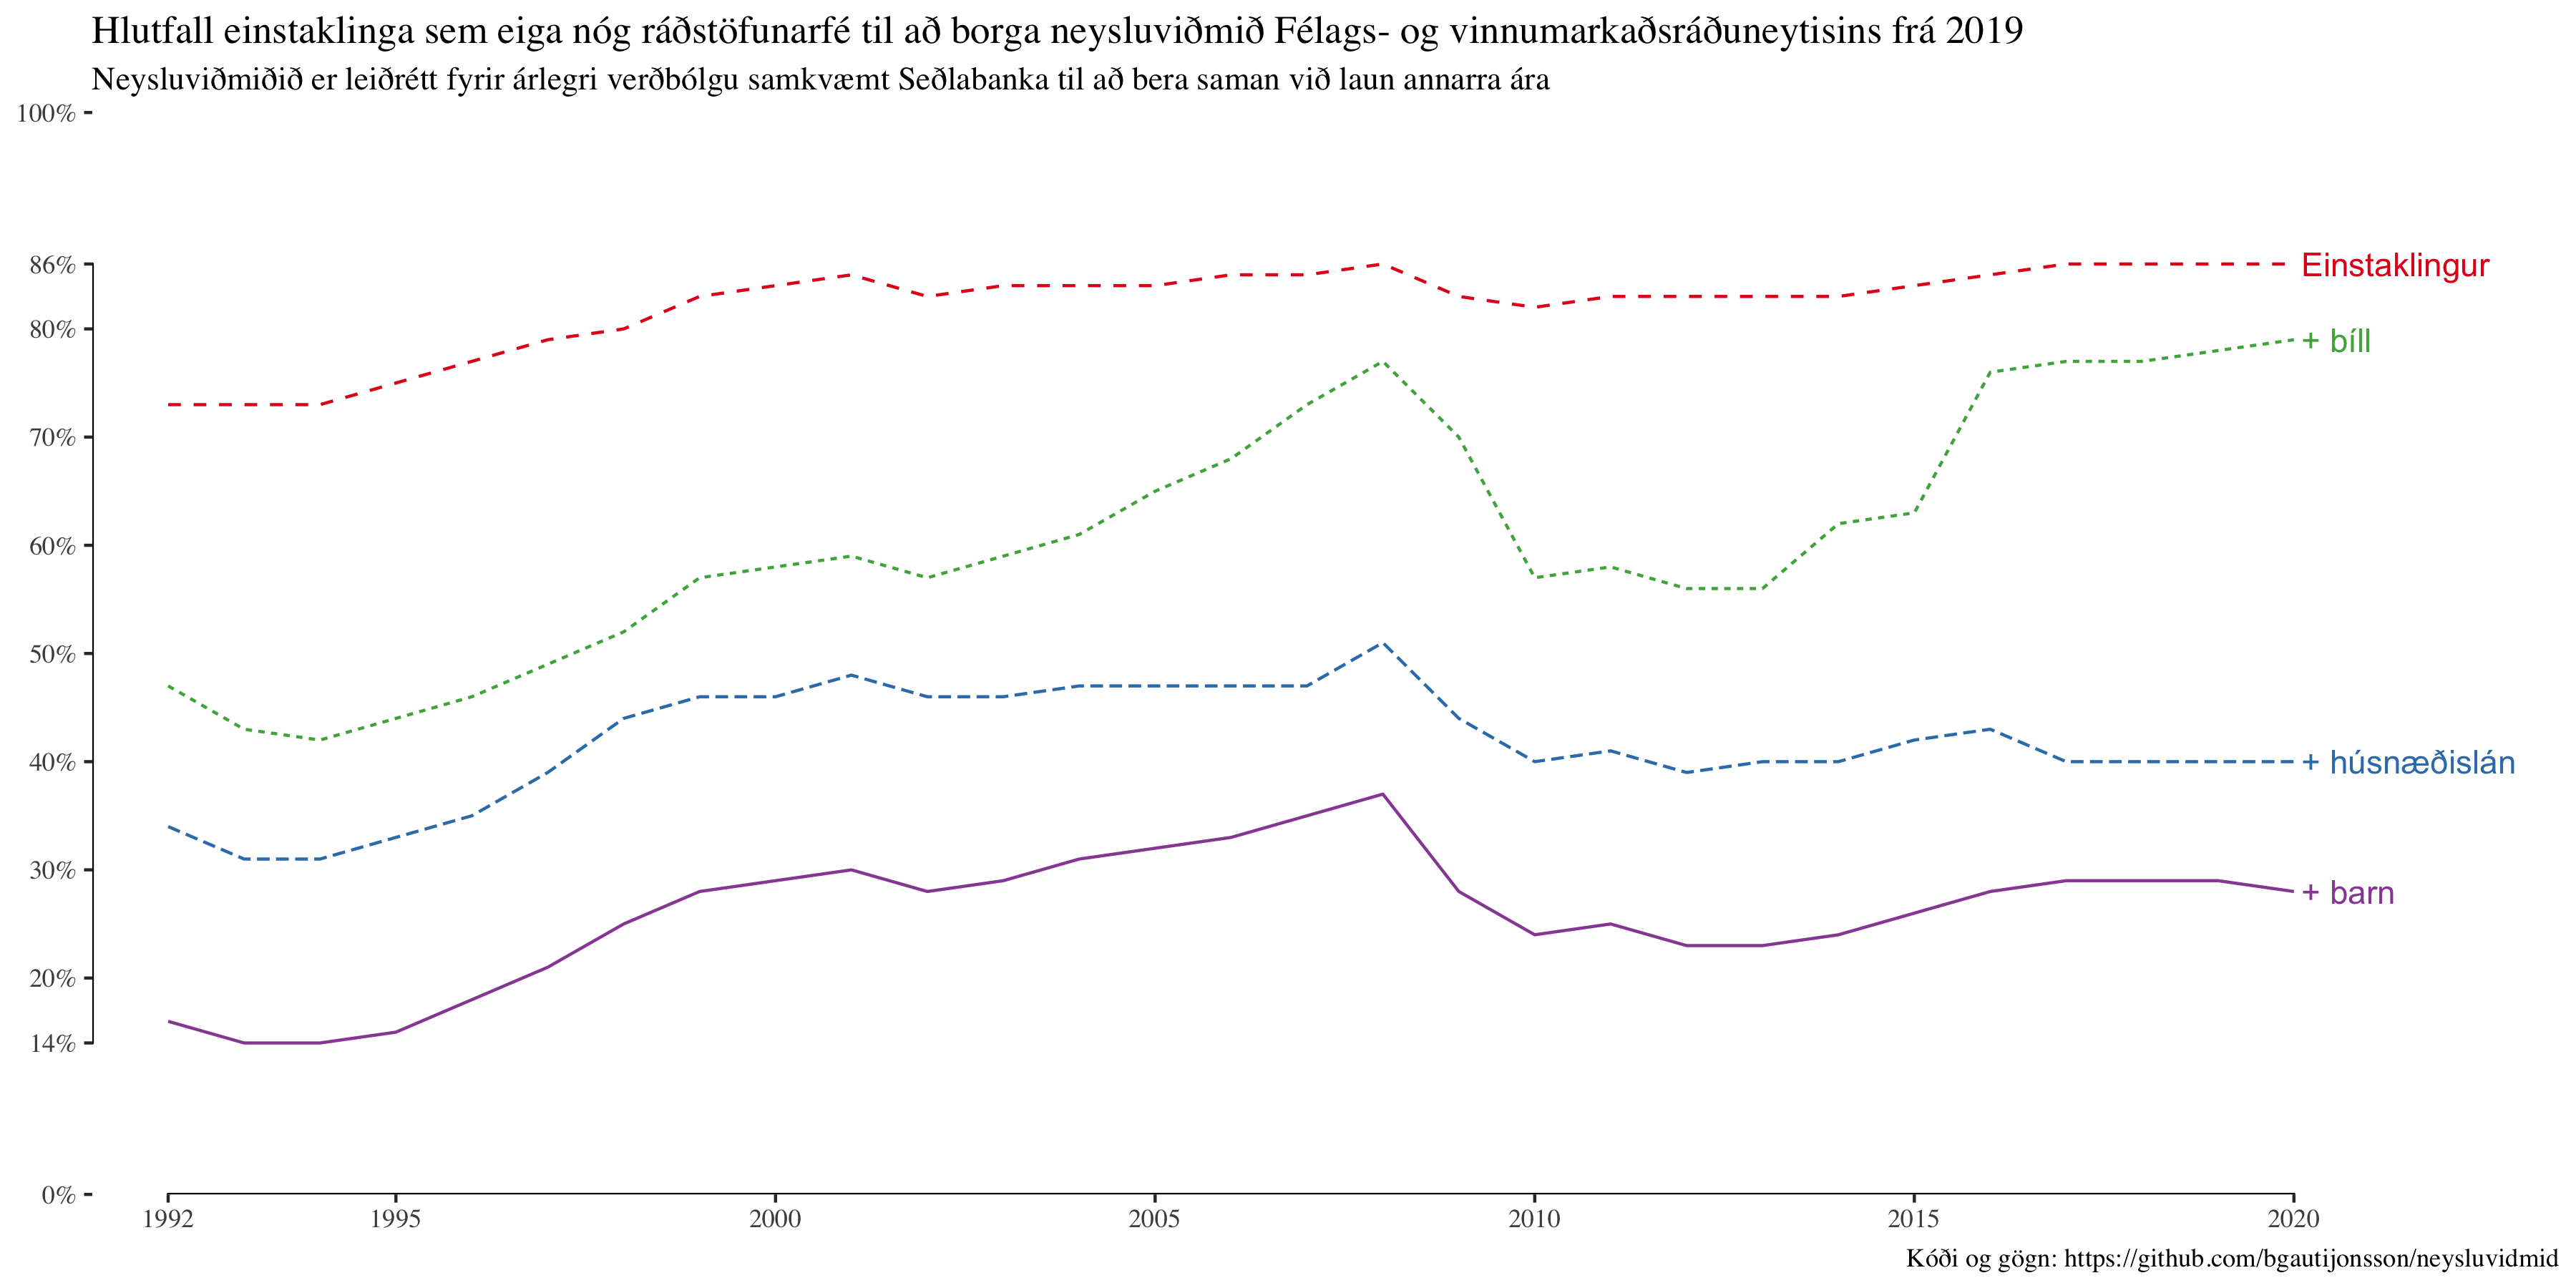 Hlutfall einstaklinga sem eiga nóg ráðstöfunarfé til að borga neysluviðmið Félags- og vinnumarkaðsráðuneytisins frá 2019
Neysluviðmiðið er leiðrétt fyrir árlegri verðbólgu samkvæmt Seðlabanka til að bera saman við laun annarra ára
100%
86%
Einstaklingur
80%
+ bíll
70%
60%
50%
40%
+ húsnæðislán
30%
+ barn
20%
14%
0%
1992 1995 2000 2005 2010 2015 2020
Kóði og gögn: https://github.com/bgautijonsson/neysluvidmid